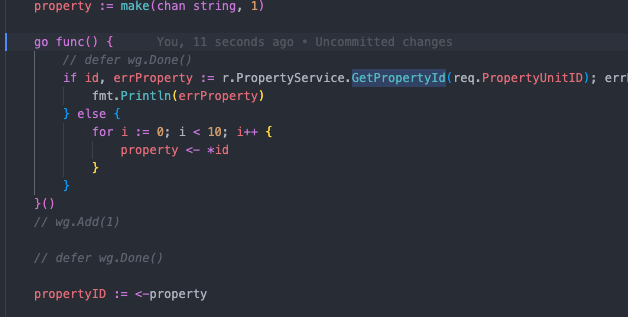 property := make(chan string, 1)
go func() { You, 11 seconds ago • Uncommitted changes
// defer wg.Done()
if id, errProperty := r.PropertyService.GetPropertyId(req.PropertyUnitID);
fmt.Println(errProperty)
} else {
for i := 0; i < 10; i++ {
property <- *id
}
}
}()
// wg.Add(1)
// defer wg.Done()
propertyID := <-property